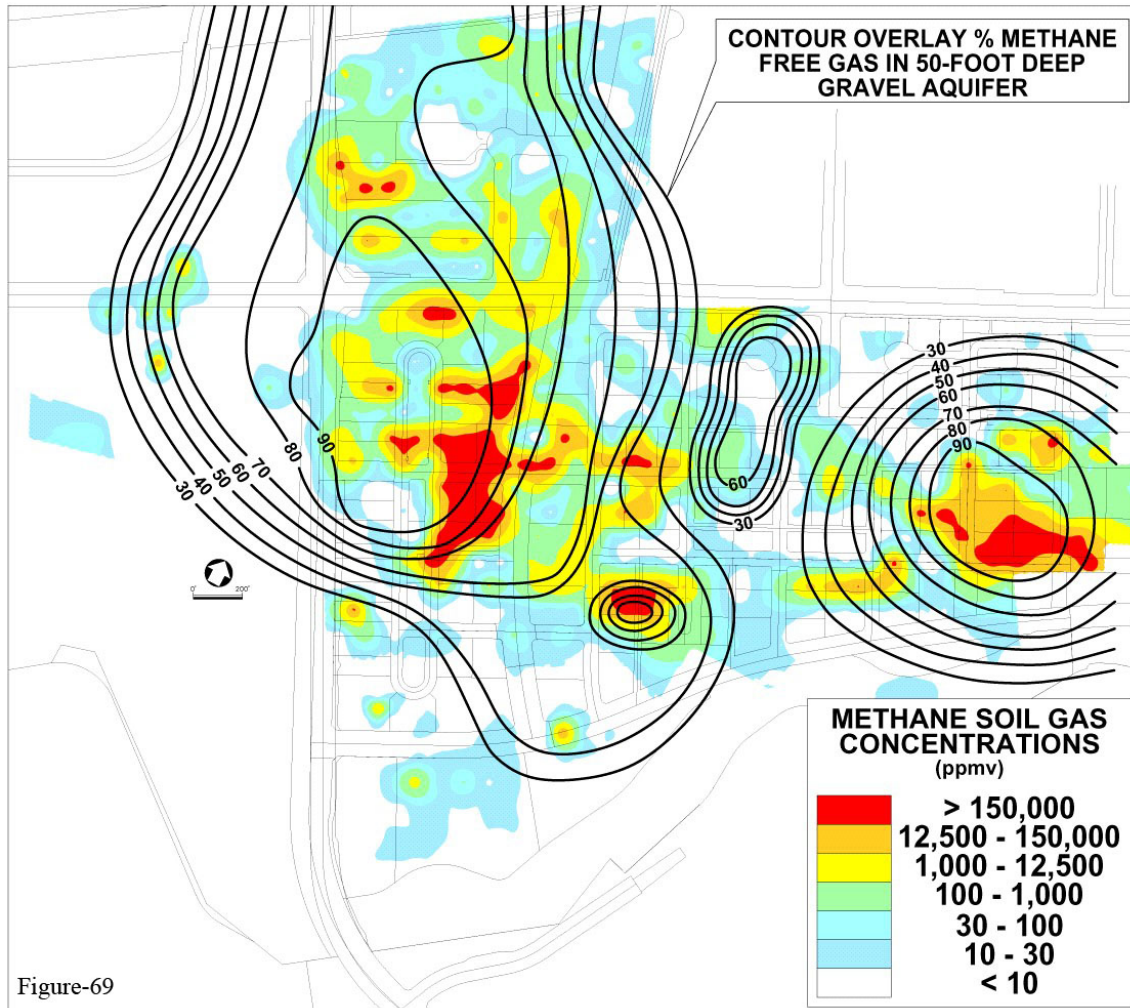 CONTOUR OVERLAY % METHANE
FREE GAS IN 50-FOOT DEEP
GRAVEL AQUIFER
30
40
50
60
70
80
90
90
80
70
60
50
40
30
60
30
0' 200'
METHANE SOIL GAS
CONCENTRATIONS
(ppmv)
> 150,000
12,500 - 150,000
1,000 - 12,500
100 - 1,000
30 - 100
10 - 30
< 10
Figure-69